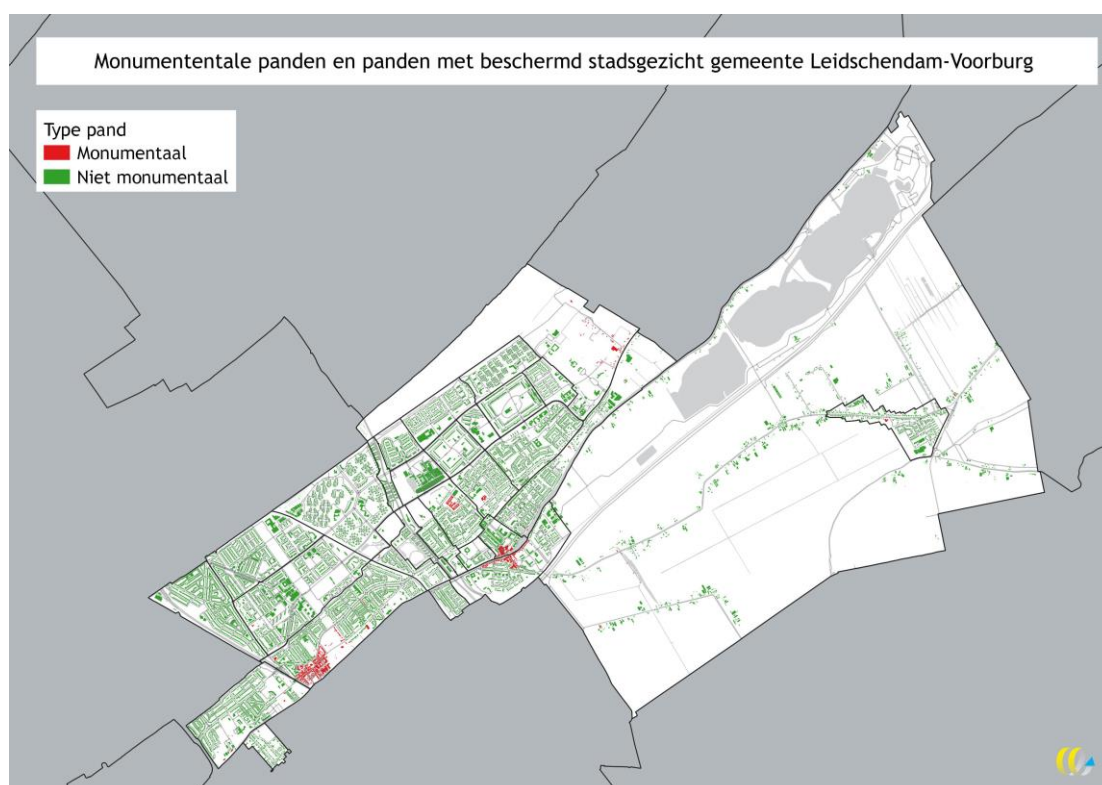 Monumententale panden en panden met beschermd stadsgezicht gemeente Leidschendam-Voorburg
Type pand
Monumentaal
Niet monumentaal